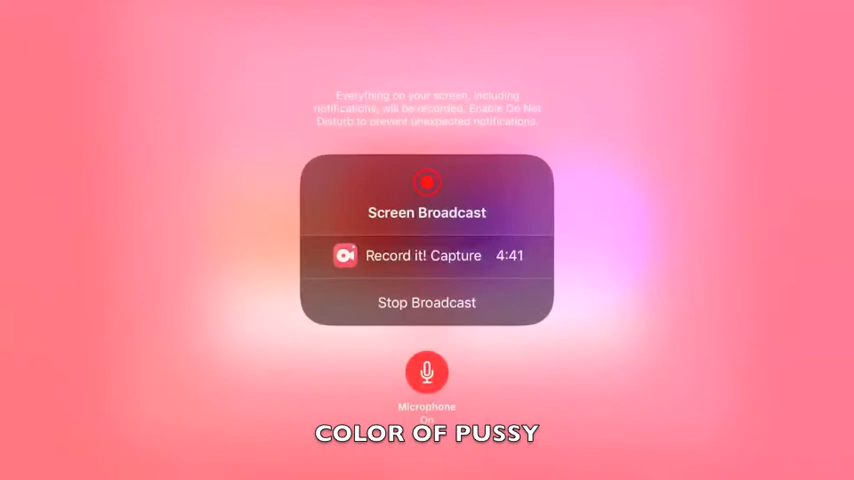 Everything on your screen, including
notifications, will be recorded. Enable Do Not
Disturb to prevent unexpected notifications.
Screen Broadcast
Record it! Capture 4:41
Stop Broadcast
Microphone
On
COLOR OF PUSSY